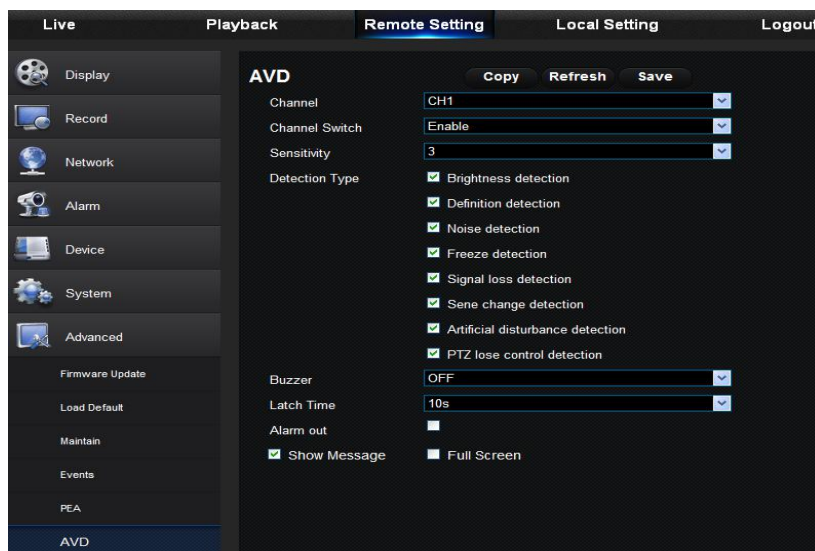 Live Playback Remote Setting Local Setting Logout
Display
Record
Network
Alarm
Device
System
Advanced
Firmware Update
Load Default
Maintain
Events
PEA
AVD
AVD Copy Refresh Save
Channel CH1
Channel Switch Enable
Sensitivity 3
Detection Type Brightness detection
Definition detection
Noise detection
Freeze detection
Signal loss detection
Sene change detection
Artificial disturbance detection
PTZ lose control detection
Buzzer OFF
Latch Time 10s
Alarm out
Show Message Full Screen